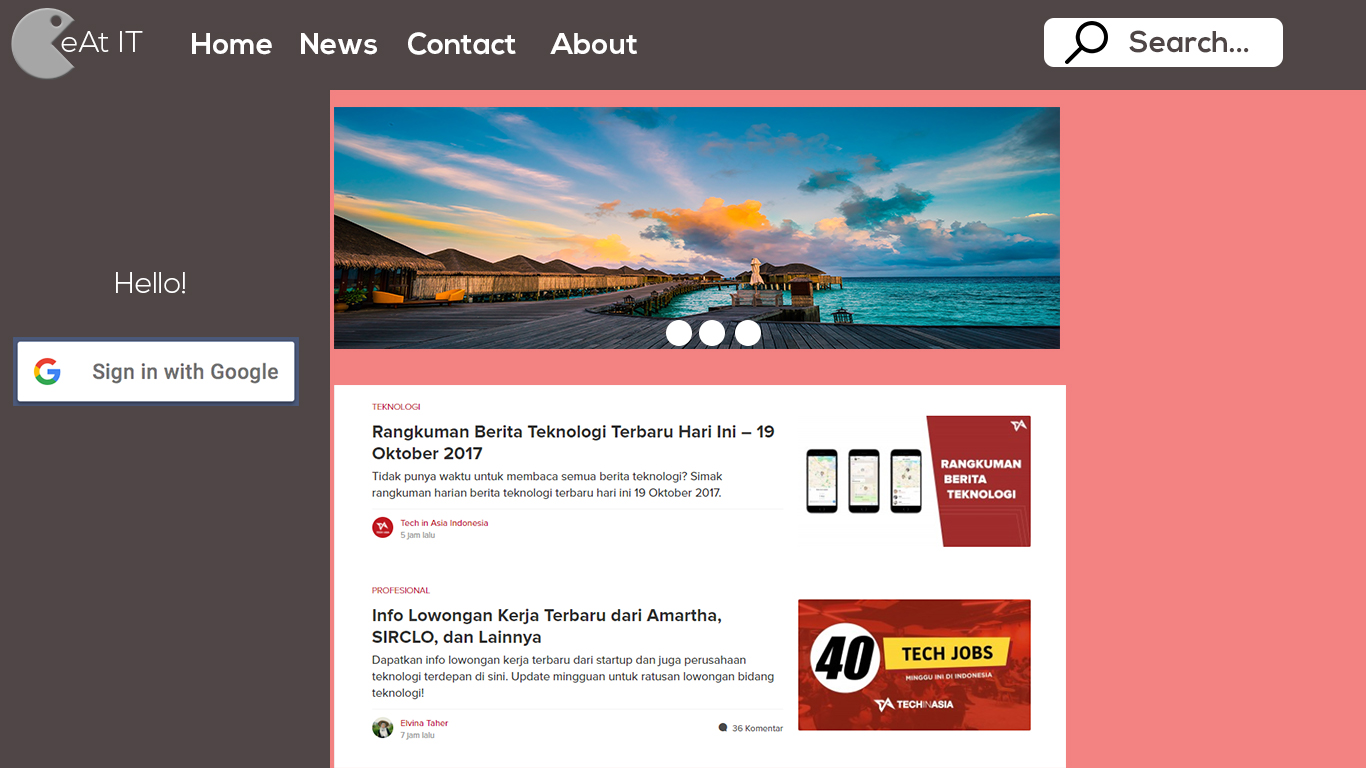 eAt IT
Home News Contact About
Search...
Hello!
Sign in with Google
TEKNOLOGI
Rangkuman Berita Teknologi Terbaru Hari Ini – 19
Oktober 2017
Tidak punya waktu untuk membaca semua berita teknologi? Simak
rangkuman harian berita teknologi terbaru hari ini 19 Oktober 2017.
Tech in Asia Indonesia
5 jam lalu
RANGKUMAN
BERITA
TEKNOLOGI
PROFESIONAL
Info Lowongan Kerja Terbaru dari Amartha,
SIRCLO, dan Lainnya
Dapatkan info lowongan kerja terbaru dari startup dan juga perusahaan
teknologi terdepan di sini. Update mingguan untuk ratusan lowongan bidang
teknologi!
Elvina Taher
7 jam lalu
36 Komentar
40 TECH JOBS
MINGGU INI DI INDONESIA
TECHINASIA